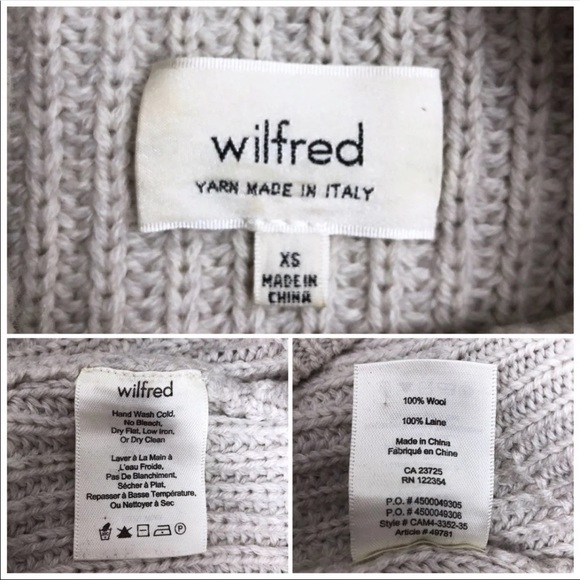 wilfred
YARN MADE IN ITALY
XS
MADE IN
CHINA
wilfred
Hand Wash Cold,
No Bleach,
Dry Flat, Low Iron,
Or Dry Clean
Laver à La Main à
L'eau Froide,
Pas De Blanchiment,
Sécher à Plat,
Repasser à Basse Température,
Ou Nettoyer à Sec
P
100% Wool
100% Laine
Made in China
Fabriqué en Chine
CA 23725
RN 122354
P.O. # 4500049305
P.O. # 4500049306
Style # CAM4-3352-35
Article # 49781